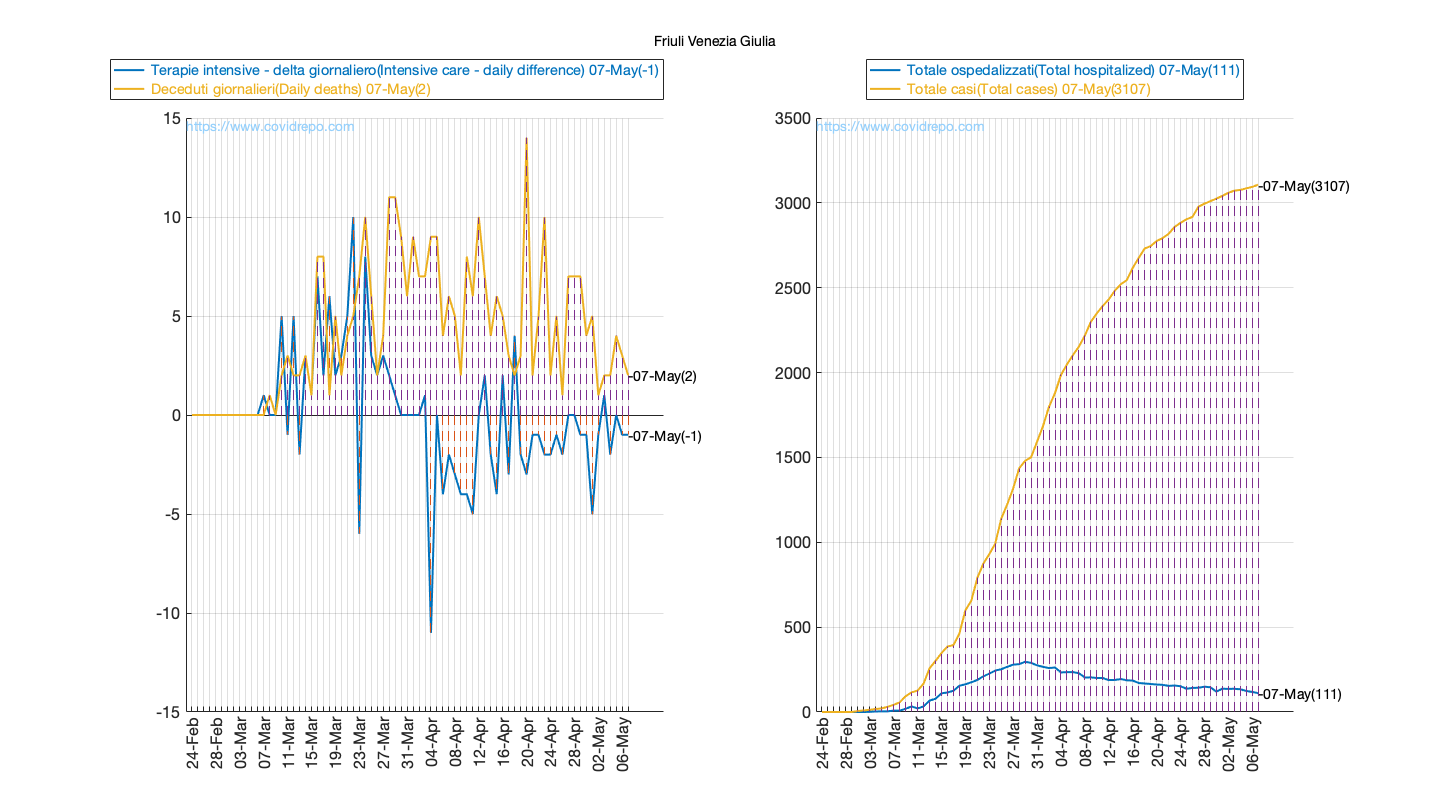 Friuli Venezia Giulia
Terapie intensive - delta giornaliero(Intensive care - daily difference) 07-May(-1)
Deceduti giornalieri(Daily deaths) 07-May(2)
https://www.covidrepo.com
15
10
5
0
-5
-10
-15
-07-May(2)
-07-May(-1)
24-Feb
28-Feb
03-Mar
07-Mar
11-Mar
15-Mar
19-Mar
23-Mar
27-Mar
31-Mar
04-Apr
08-Apr
12-Apr
16-Apr
20-Apr
24-Apr
28-Apr
02-May
06-May
Totale ospedalizzati(Total hospitalized) 07-May(111)
Totale casi(Total cases) 07-May(3107)
https://www.covidrepo.com
3500
3000
2500
2000
1500
1000
500
0
-07-May(3107)
-07-May(111)
24-Feb
28-Feb
03-Mar
07-Mar
11-Mar
15-Mar
19-Mar
23-Mar
27-Mar
31-Mar
04-Apr
08-Apr
12-Apr
16-Apr
20-Apr
24-Apr
28-Apr
02-May
06-May